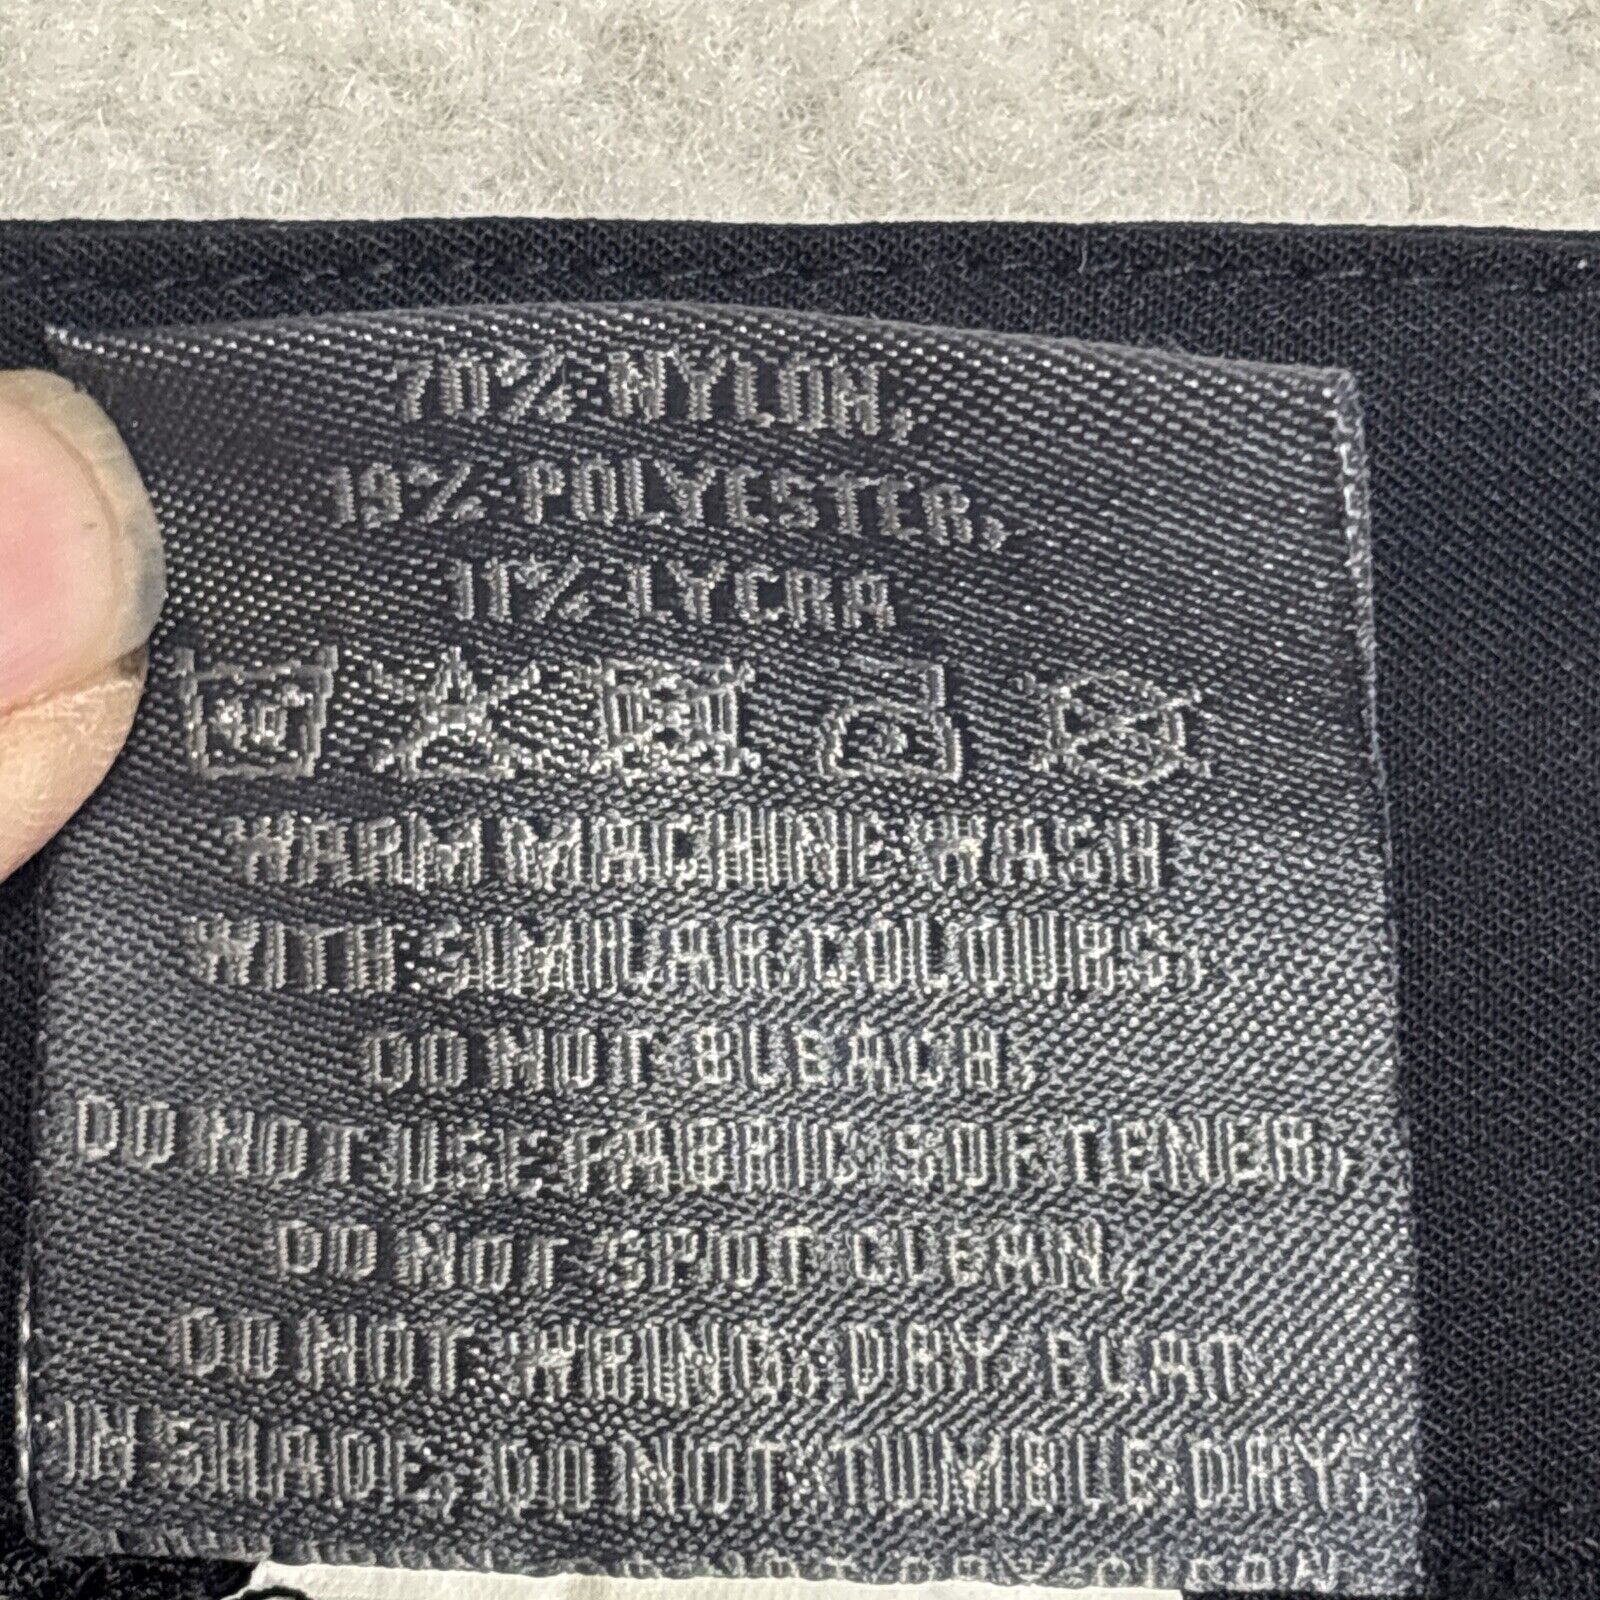 70% NYLON,
19% POLYESTER,
11% LYCRA
40°
WARM MACHINE WASH
WITH SIMILAR COLOURS,
DO NOT BLEACH,
DO NOT USE FABRIC SOFTENER,
DO NOT SPOT CLEAN,
DO NOT WRING, DRY FLAT
IN SHADE, DO NOT TUMBLE DRY,